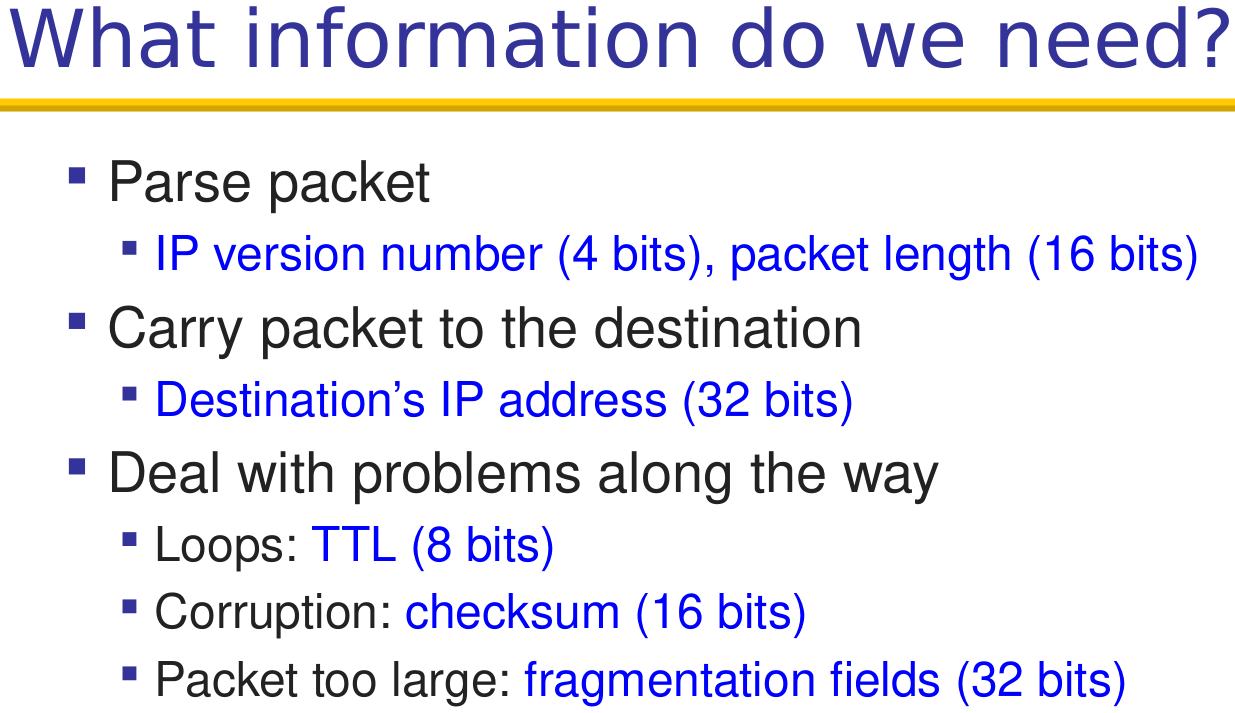 What information do we need?
Parse packet
IP version number (4 bits), packet length (16 bits)
Carry packet to the destination
Destination’s IP address (32 bits)
Deal with problems along the way
Loops: TTL (8 bits)
Corruption: checksum (16 bits)
Packet too large: fragmentation fields (32 bits)